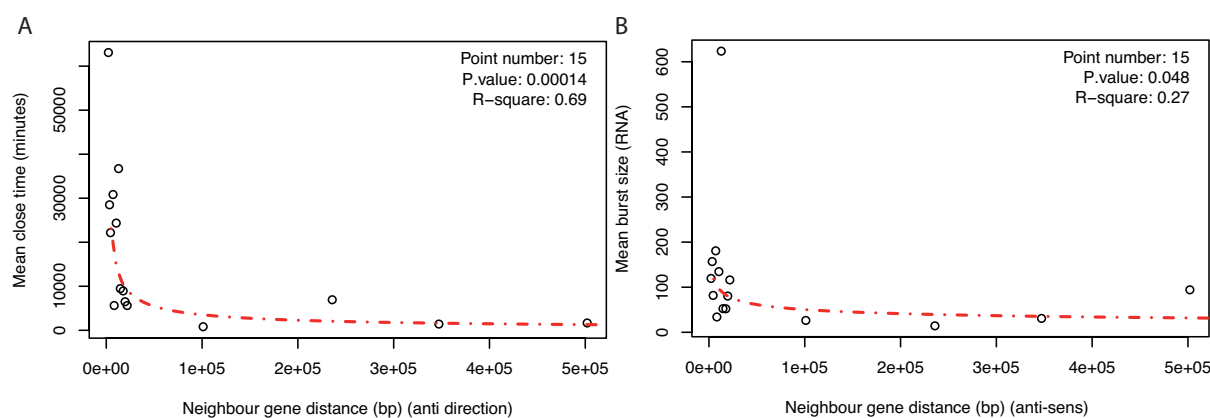 A
Point number: 15
P.value: 0.00014
R−square: 0.69
Mean close time (minutes)
50000
30000
10000
0
0e+00 1e+05 2e+05 3e+05 4e+05 5e+05
Neighbour gene distance (bp) (anti direction)
B
Point number: 15
P.value: 0.048
R−square: 0.27
Mean burst size (RNA)
600
500
400
300
200
100
0
0e+00 1e+05 2e+05 3e+05 4e+05 5e+05
Neighbour gene distance (bp) (anti-sens)